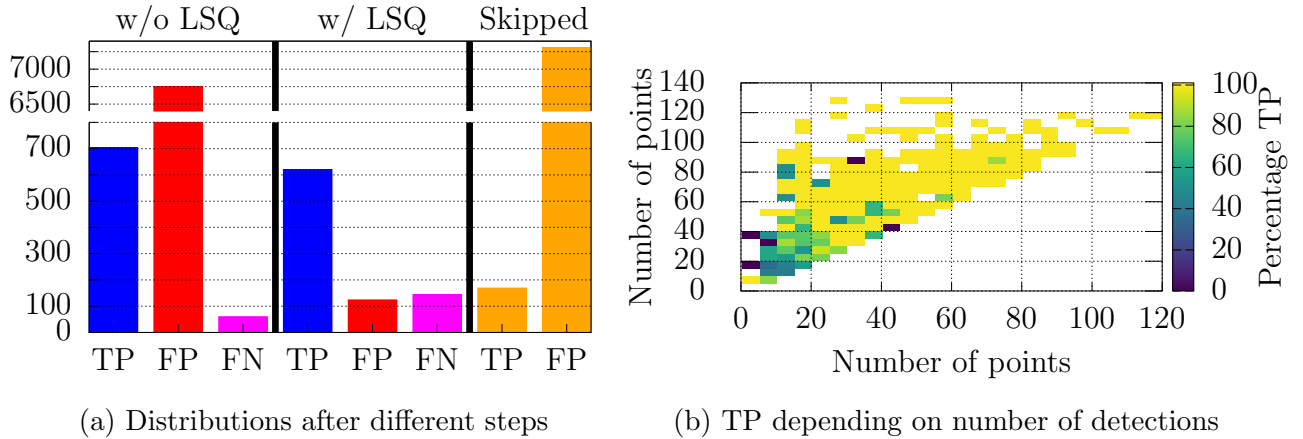 w/o LSQ w/ LSQ Skipped
7000
6500
700
500
300
100
0
TP FP FN TP FP FN TP FP
(a) Distributions after different steps
Number of points
140
120
100
80
60
40
20
0
0 20 40 60 80 100 120
Number of points
Percentage TP
100
80
60
40
20
0
(b) TP depending on number of detections